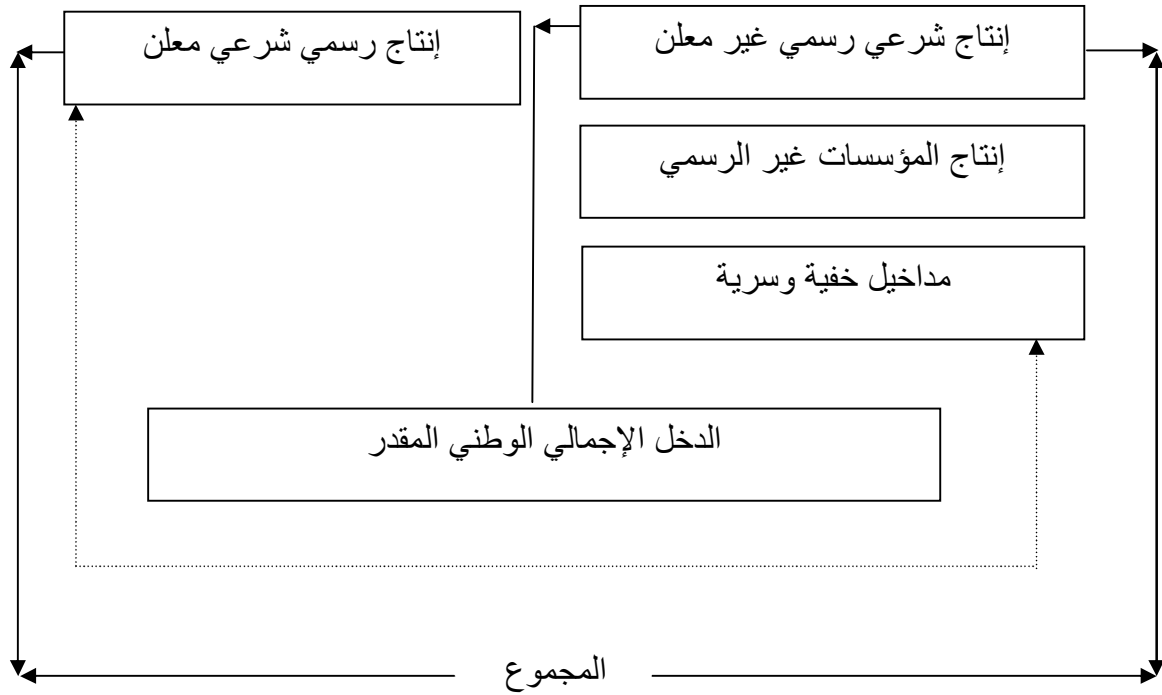 إنتاج شرعي رسمي غير معلن
إنتاج رسمي شرعي معلن
إنتاج المؤسسات غير الرسمي
مداخيل خفية وسرية
الدخل الإجمالي الوطني المقدر
المجموع